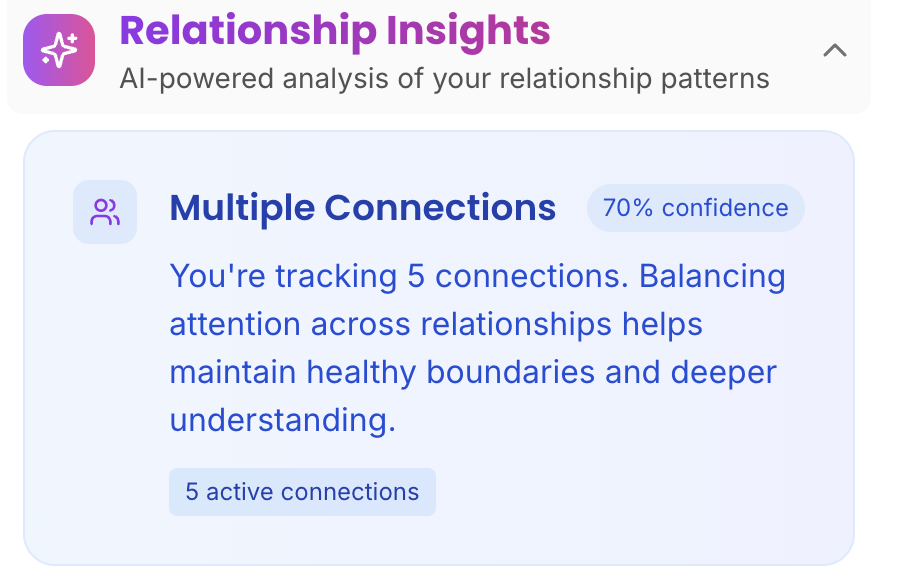 Relationship Insights
AI-powered analysis of your relationship patterns
Multiple Connections
70% confidence
You're tracking 5 connections. Balancing
attention across relationships helps
maintain healthy boundaries and deeper
understanding.
5 active connections